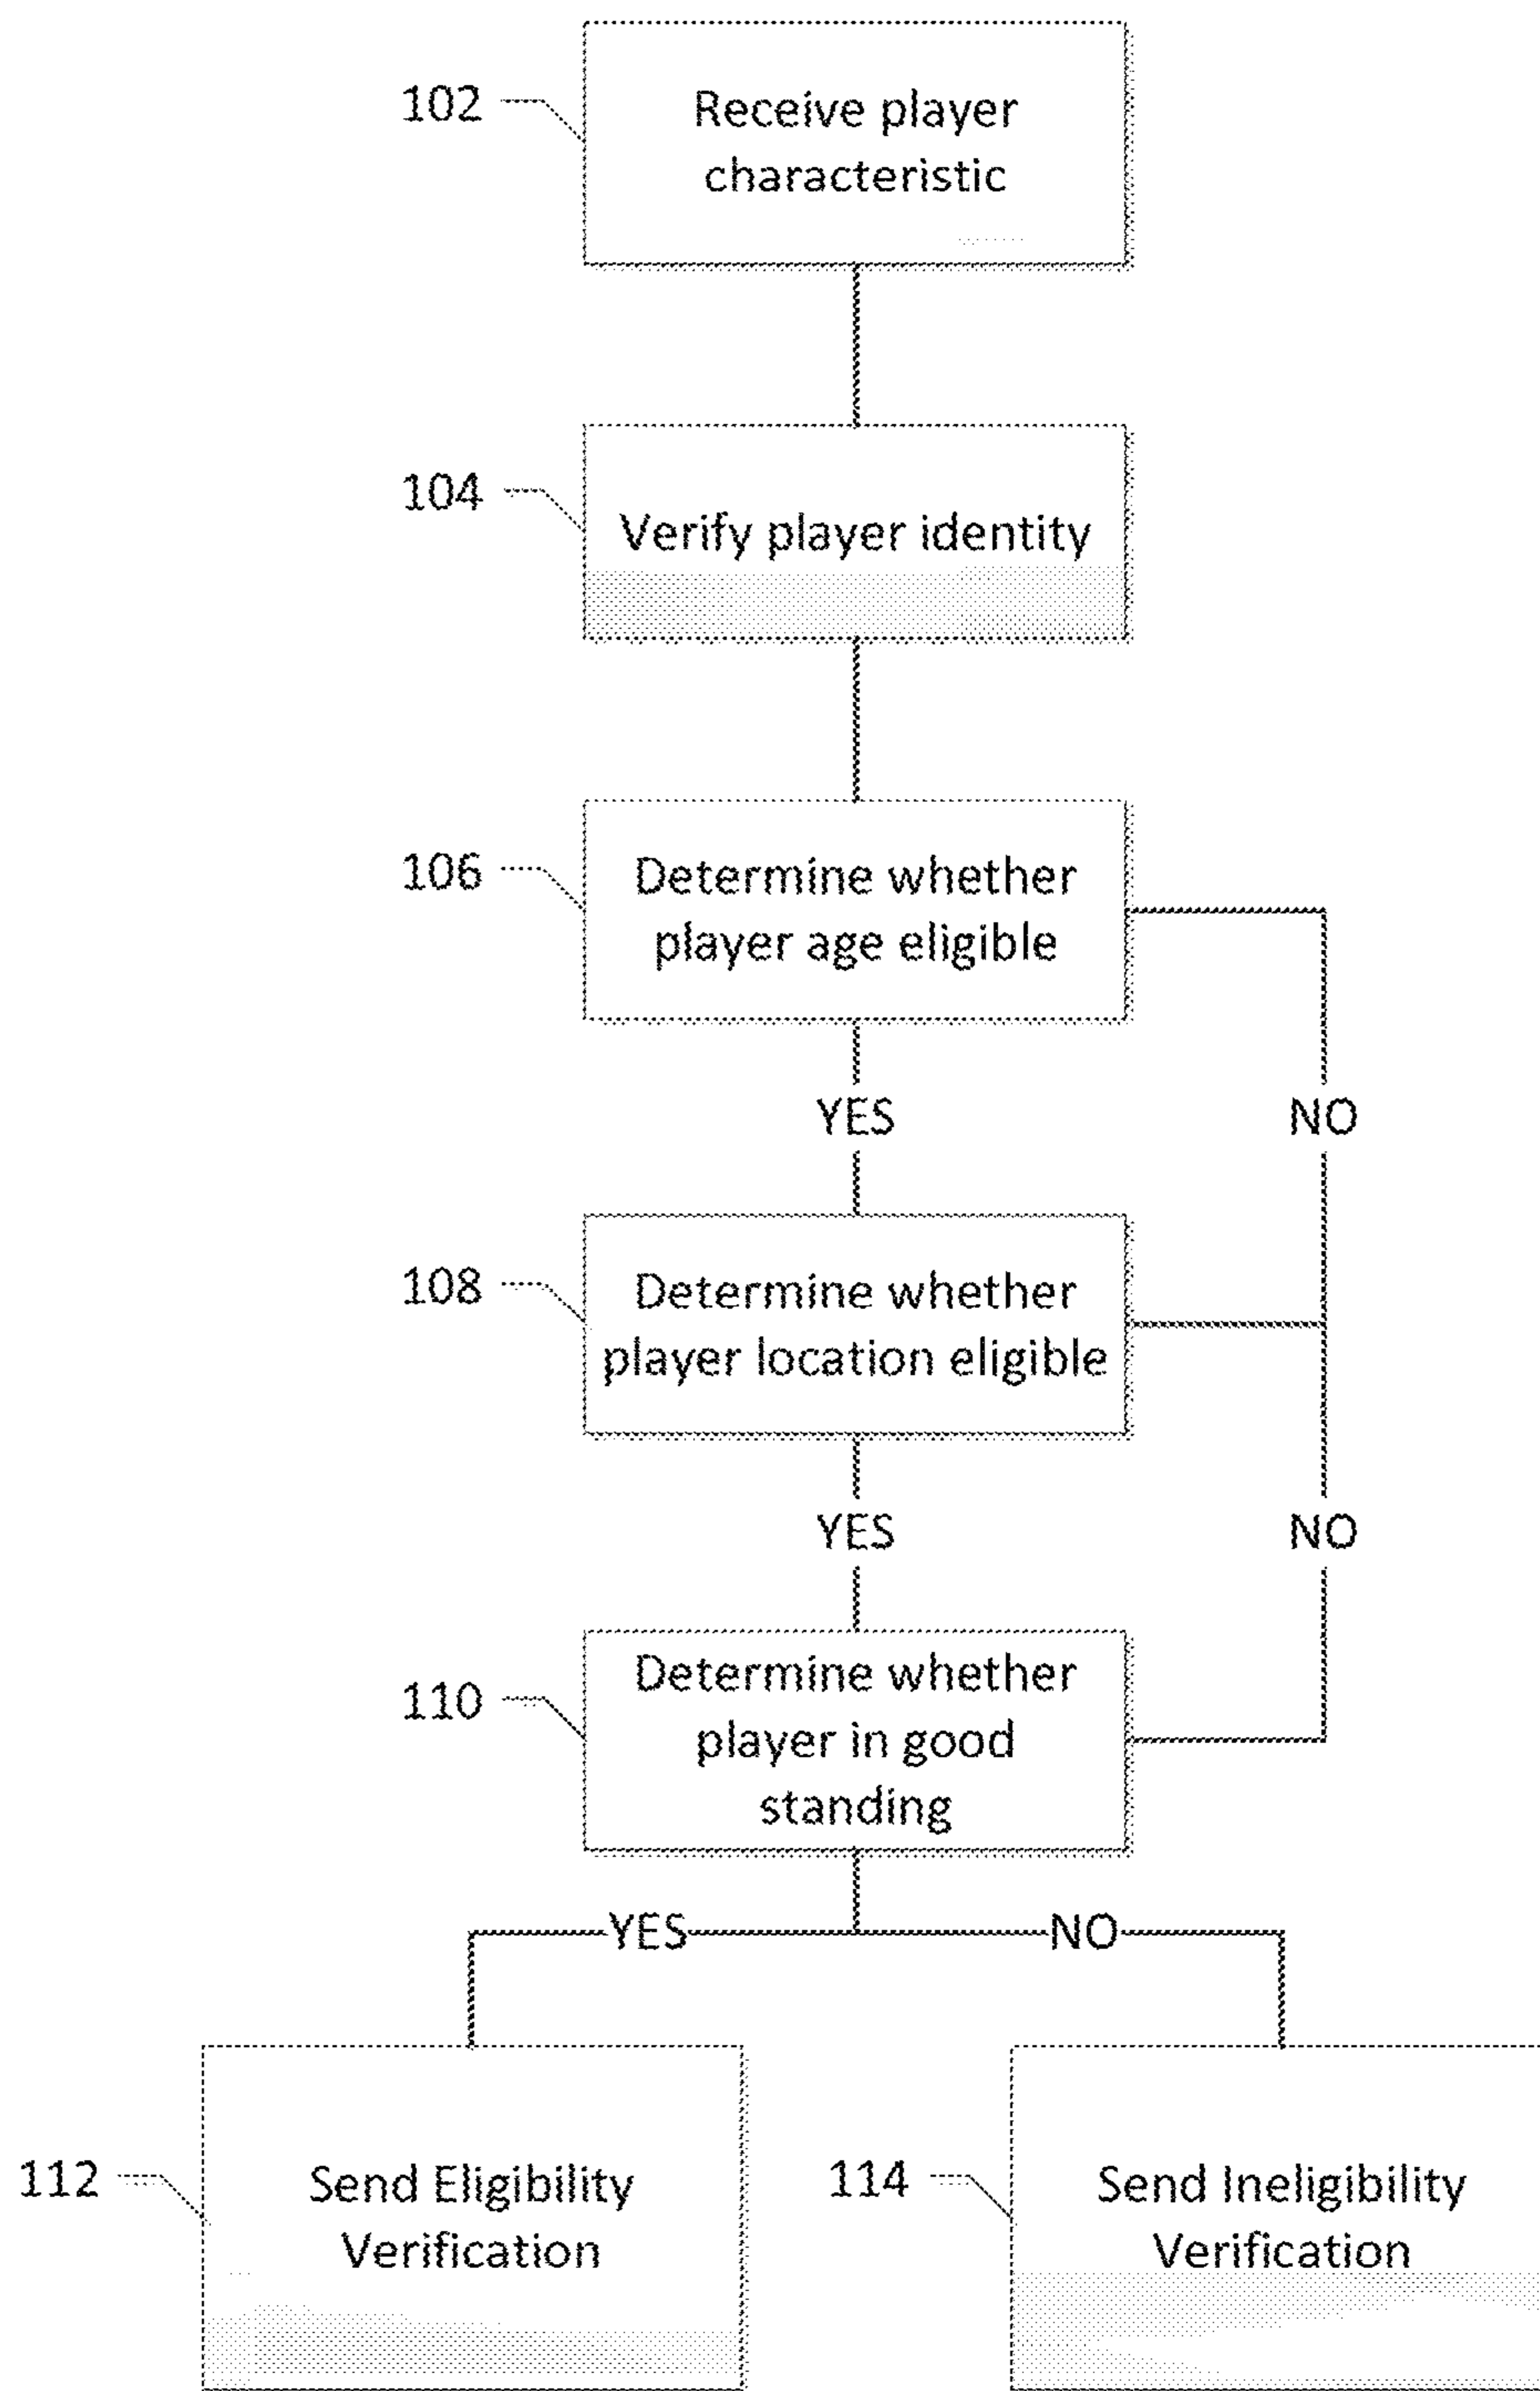 102
Receive player
characteristic
104
Verify player identity
106
Determine whether
player age eligible
YES
NO
108
Determine whether
player location eligible
YES
NO
110
Determine whether
player in good
standing
YES
NO
112
Send Eligibility
Verification
114
Send Ineligibility
Verification